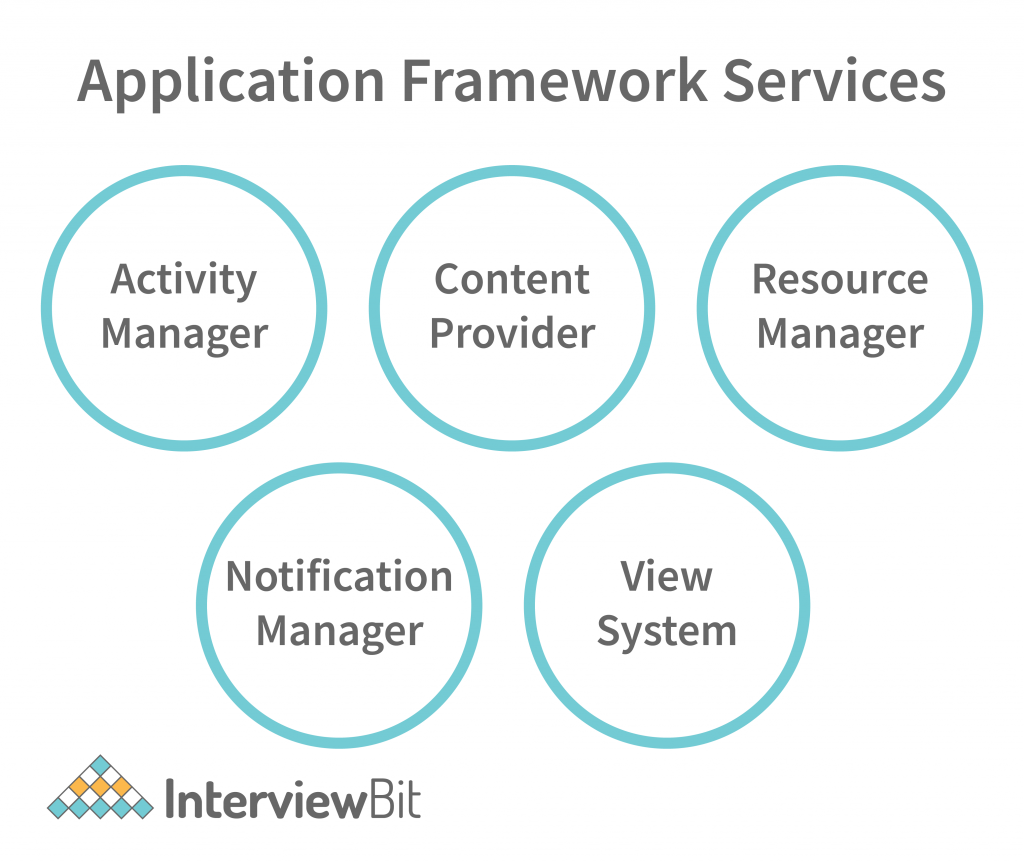 Application Framework Services
Activity
Manager
Content
Provider
Resource
Manager
Notification
Manager
View
System
InterviewBit